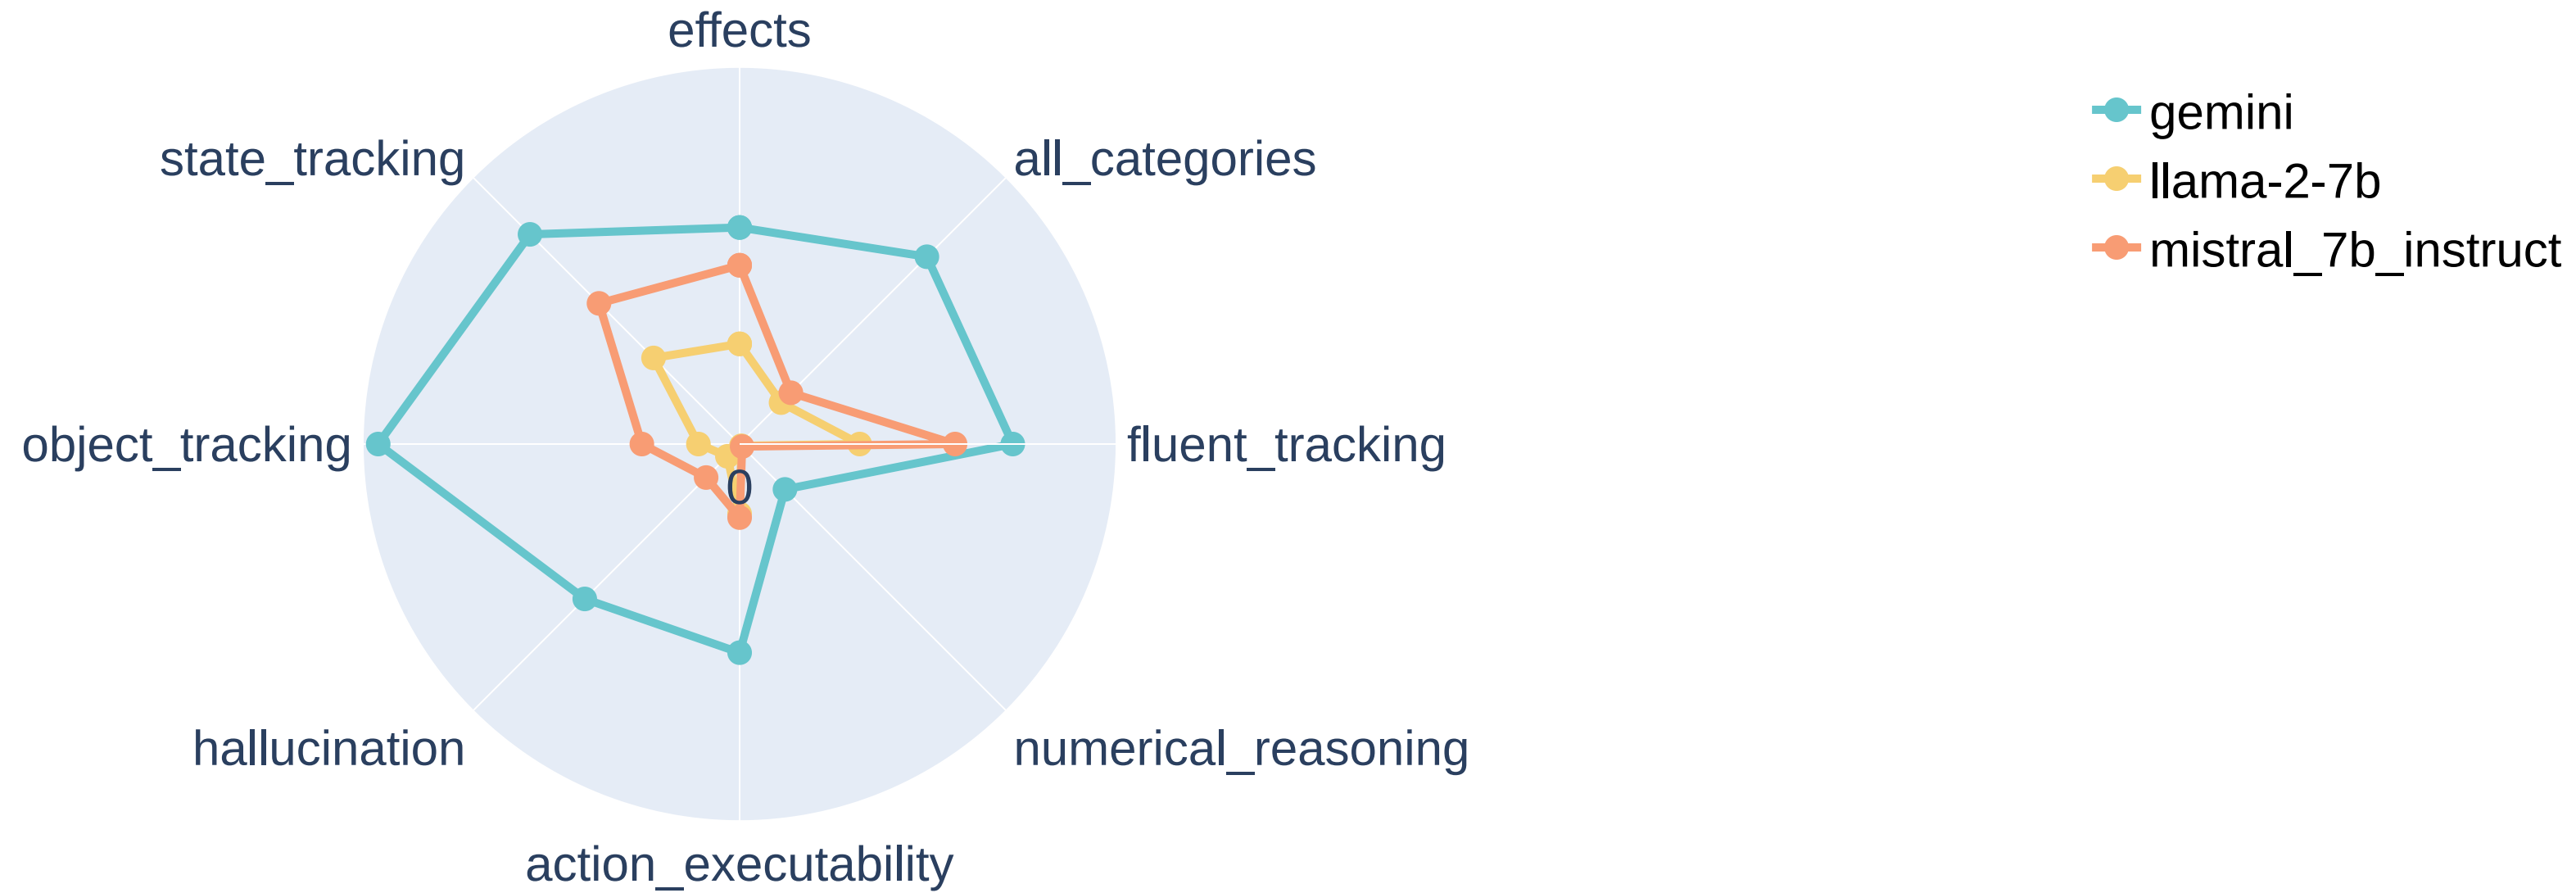 effects
state_tracking
all_categories
object_tracking
fluent_tracking
0
hallucination
numerical_reasoning
action_executability
gemini
llama-2-7b
mistral_7b_instruct